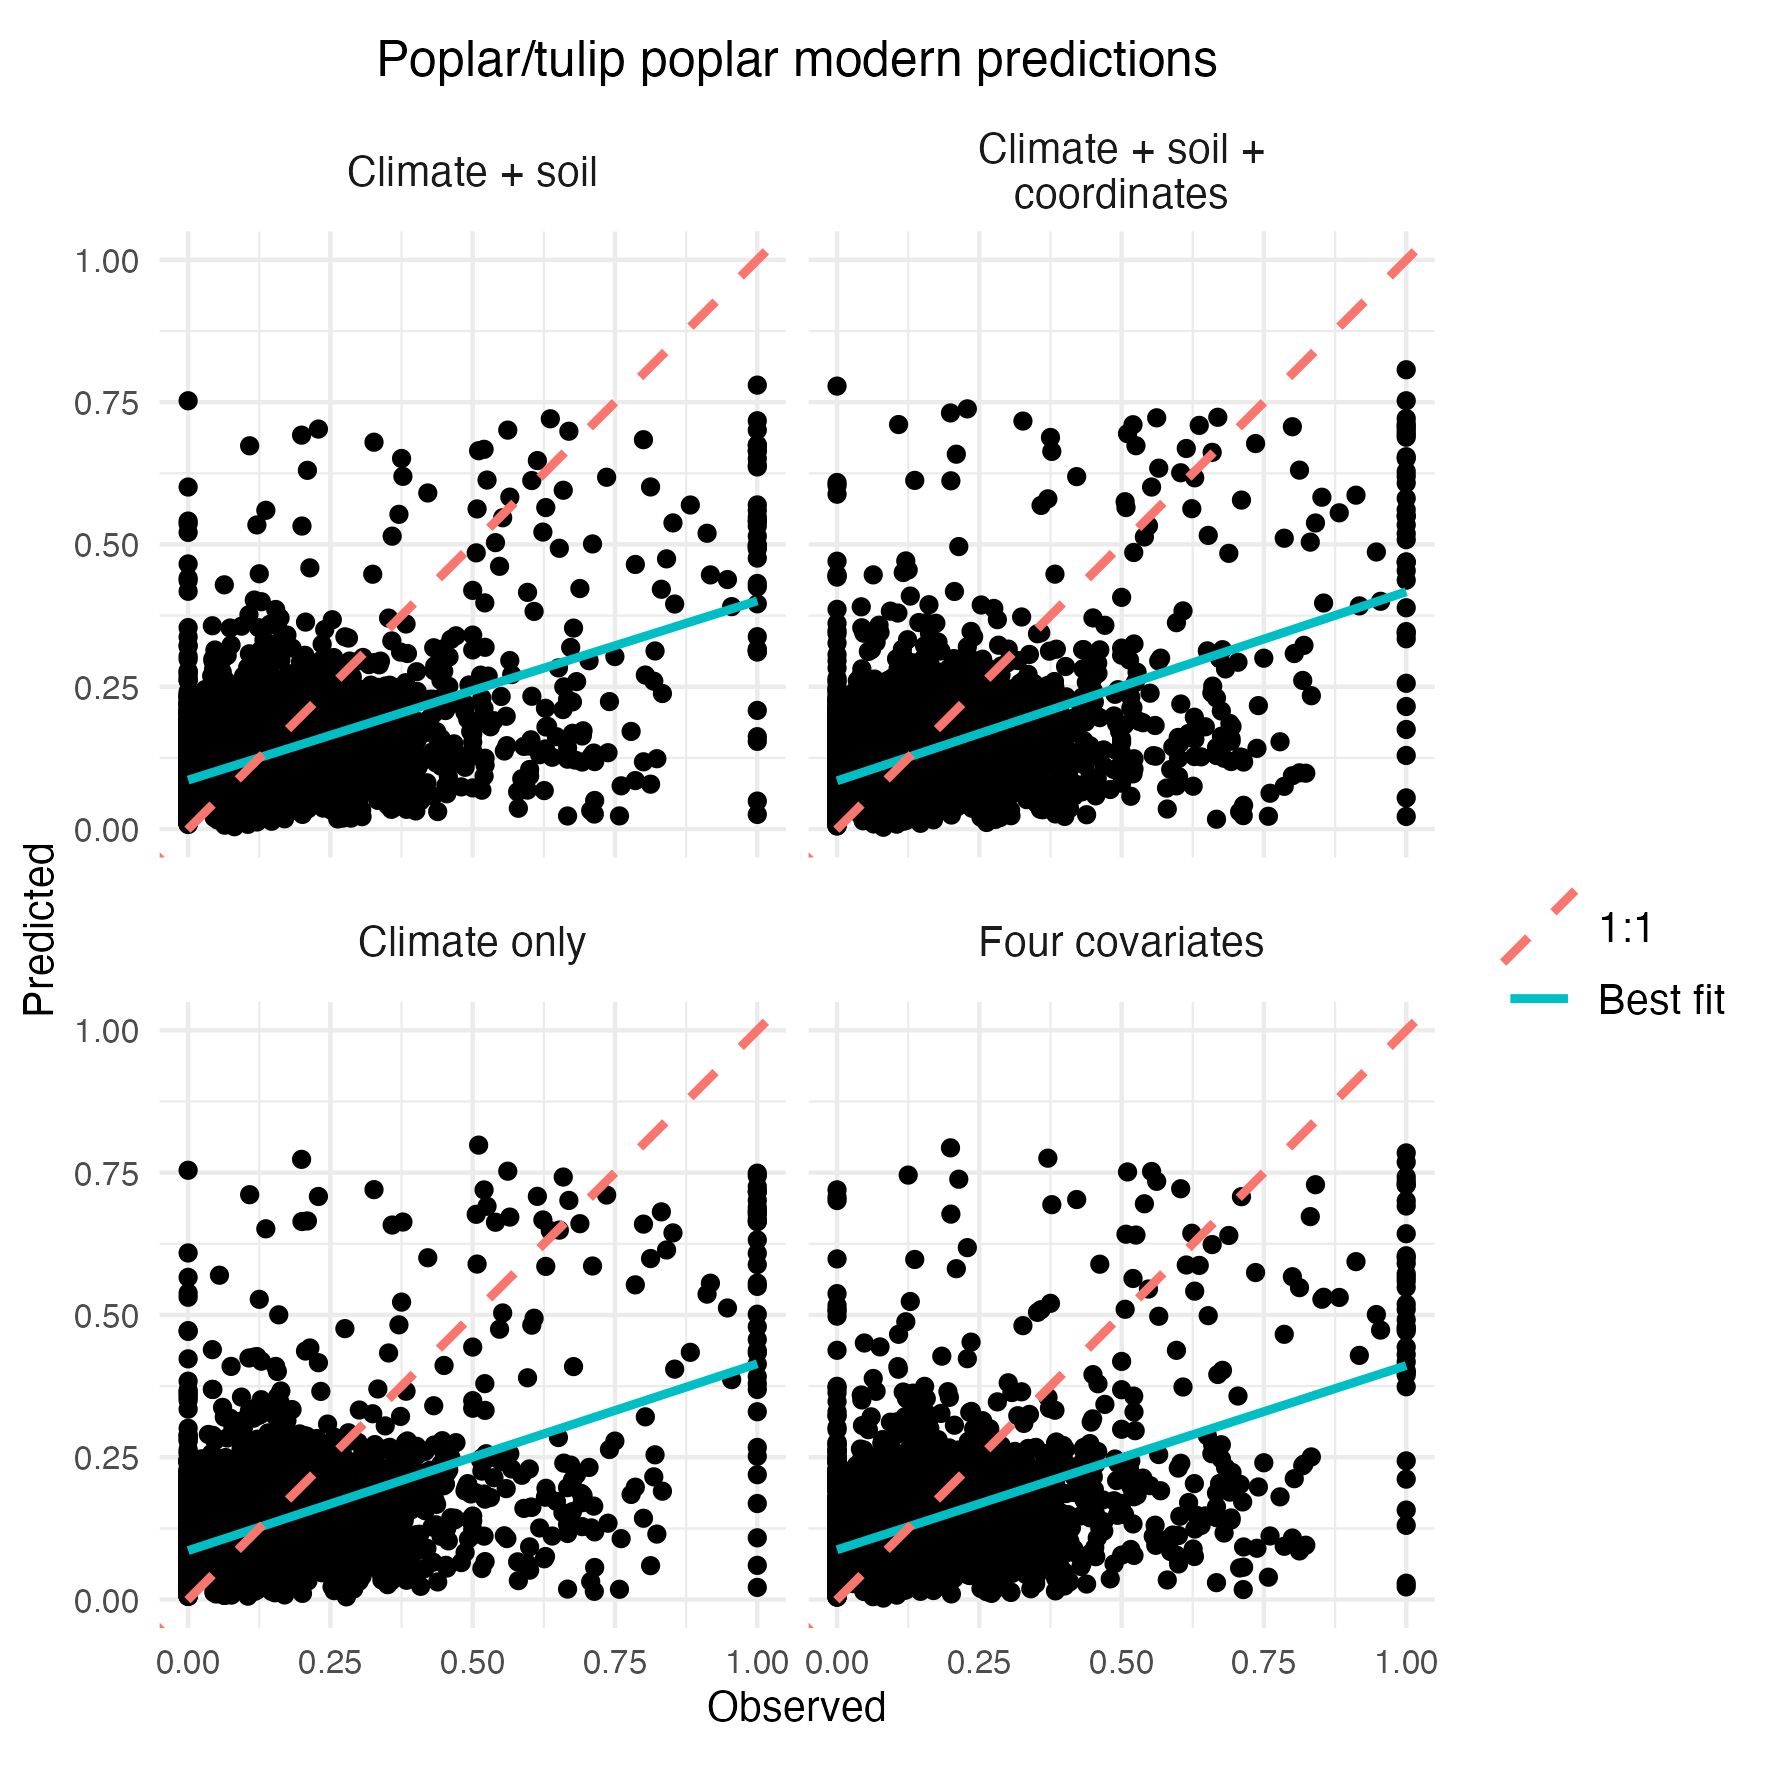 Poplar/tulip poplar modern predictions
Climate + soil
Climate + soil +
coordinates
1.00
0.75
0.50
0.25
0.00
Climate only
Four covariates
1.00
0.75
0.50
0.25
0.00
0.00 0.25 0.50 0.75 1.00
0.00 0.25 0.50 0.75 1.00
Observed
Predicted
1:1
Best fit